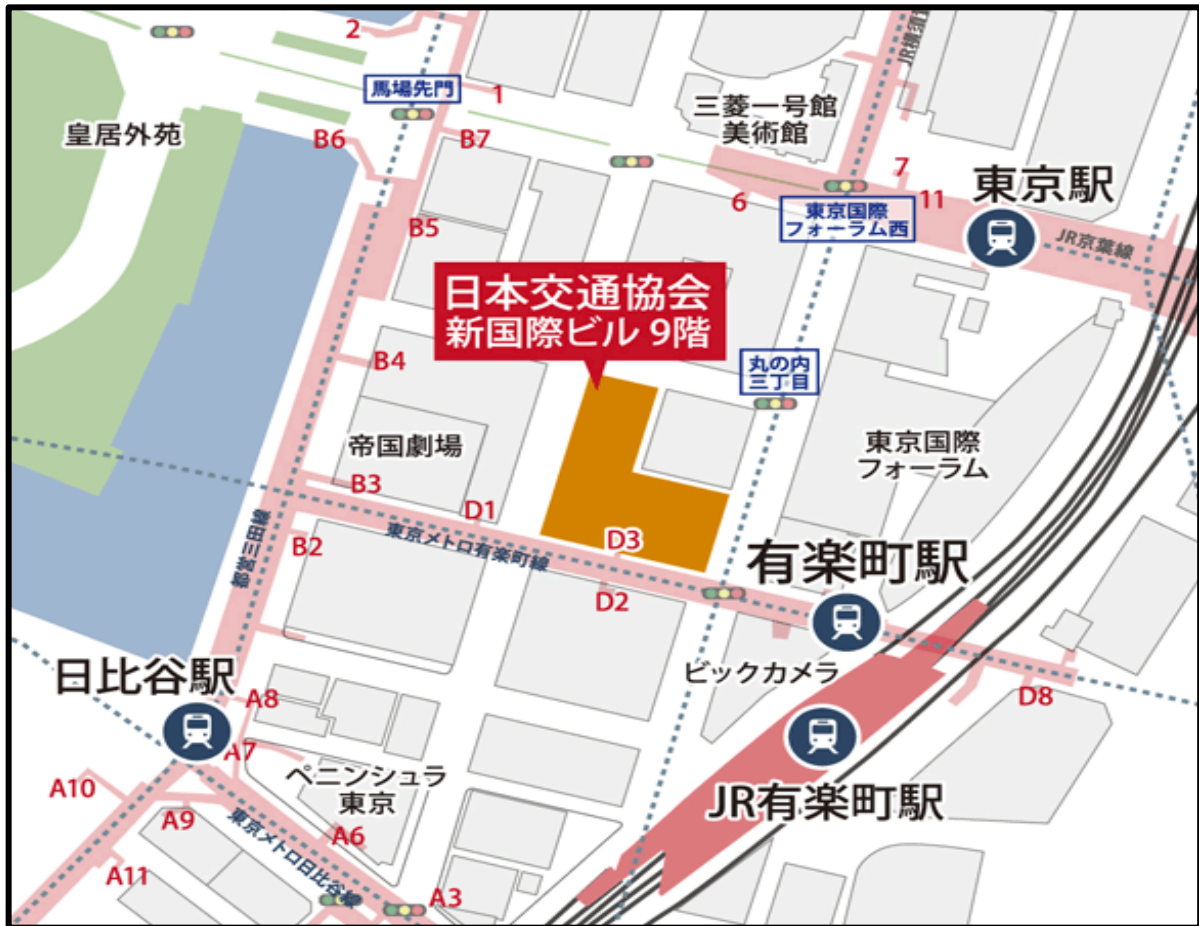 2
JR横須賀
馬場先門
1
三菱一号館
美術館
皇居外苑
B6
B7
7
東京駅
6
11
東京国際
フォーラム西
B5
JR京葉線
日本交通協会
新国際ビル 9階
B4
丸の内
三丁目
帝国劇場
東京国際
フォーラム
B3
D1
都営三田線
B2
東京メトロ有楽町線
D3
有楽町駅
D2
日比谷駅
ビックカメラ
A8
D8
A7
ペニンシュラ
東京
A10
JR有楽町駅
A9
東京メトロ日比谷線
A6
A11
A3